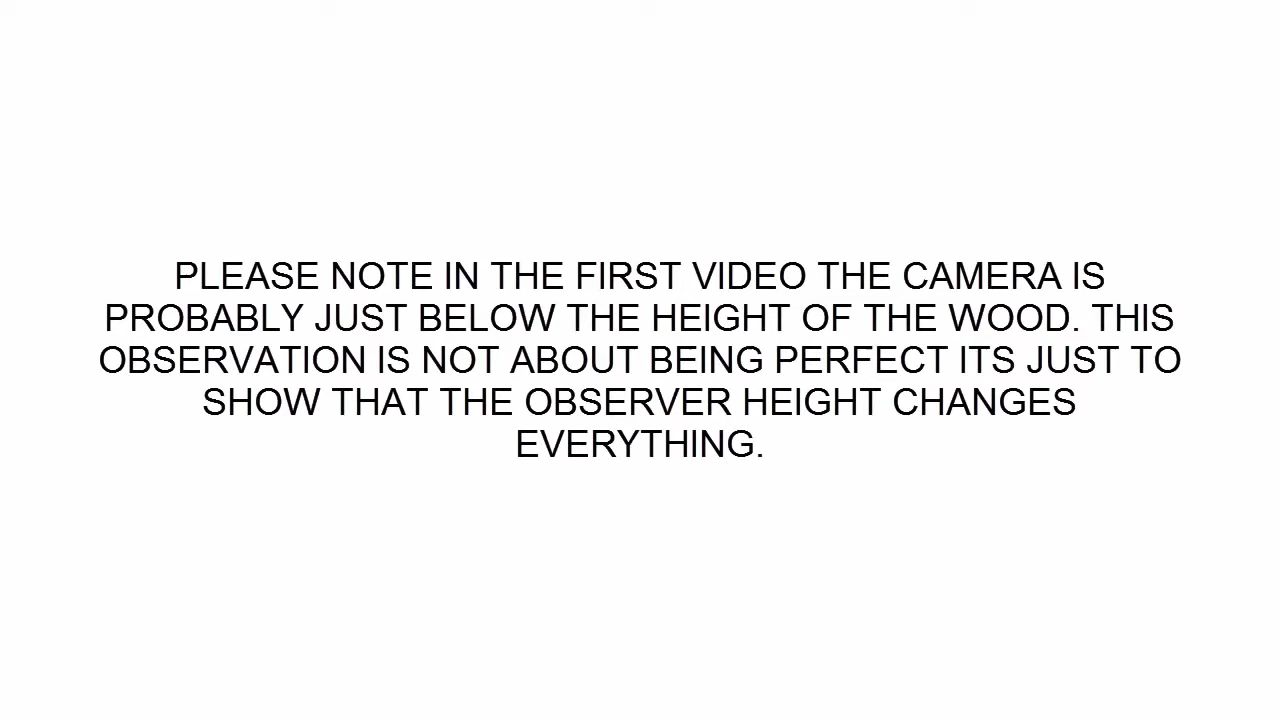 PLEASE NOTE IN THE FIRST VIDEO THE CAMERA IS
PROBABLY JUST BELOW THE HEIGHT OF THE WOOD. THIS
OBSERVATION IS NOT ABOUT BEING PERFECT ITS JUST TO
SHOW THAT THE OBSERVER HEIGHT CHANGES
EVERYTHING.